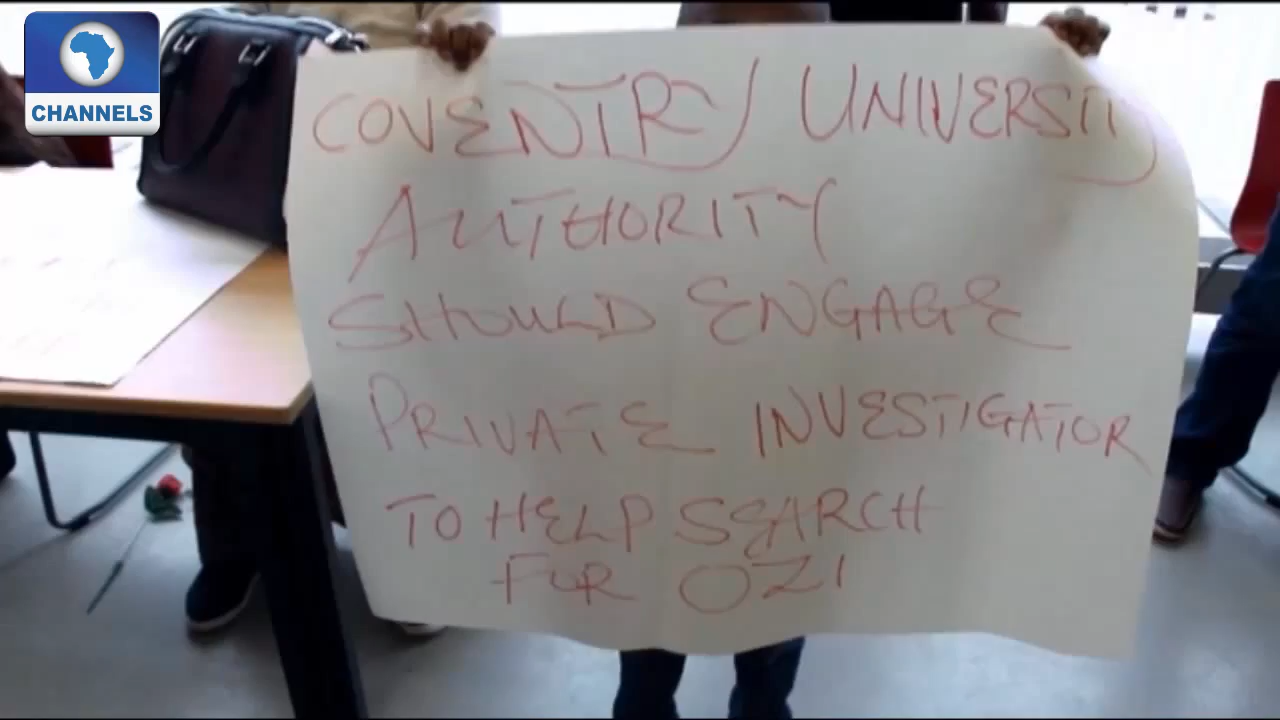 CHANNELS
COVENTRY UNIVERSITY
AUTHORITY
SHOULD ENGAGE
PRIVATE INVESTIGATOR
TO HELP SEARCH
FOR OZI